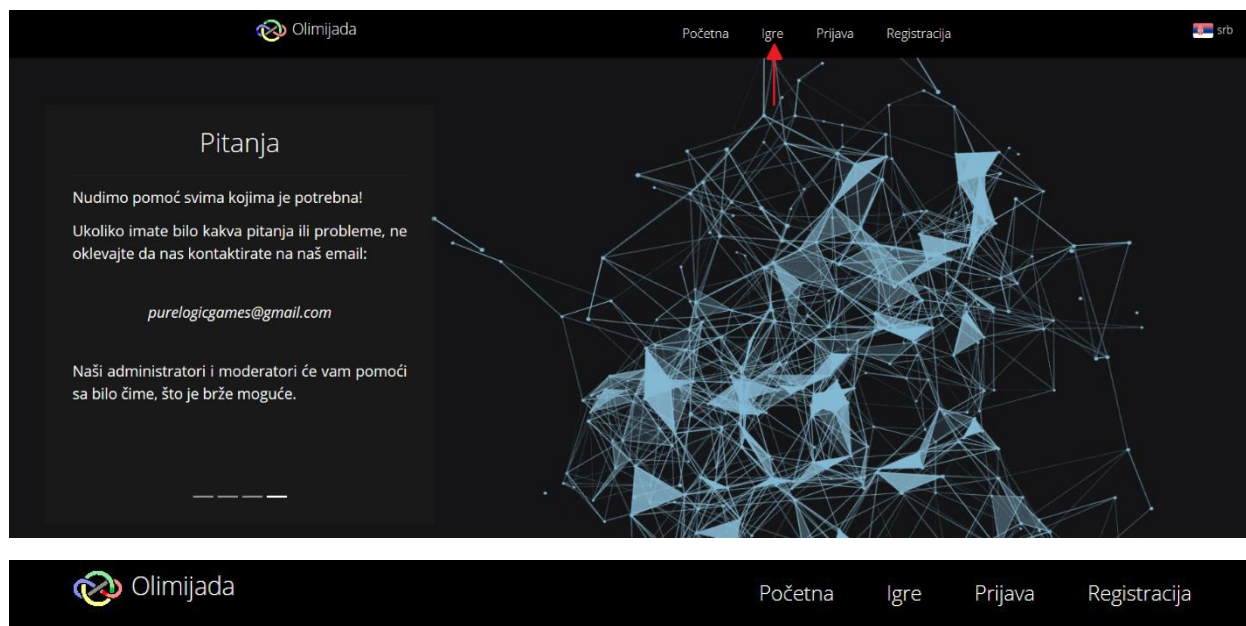 Olimijada
Početna Igre Prijava Registracija
srb
Pitanja
Nudimo pomoć svima kojima je potrebna!
Ukoliko imate bilo kakva pitanja ili probleme, ne
oklevajte da nas kontaktirate na naš email:
purelogicgames@gmail.com
Naši administratori i moderatori će vam pomoći
sa bilo čime, što je brže moguće.
Olimijada
Početna Igre Prijava Registracija